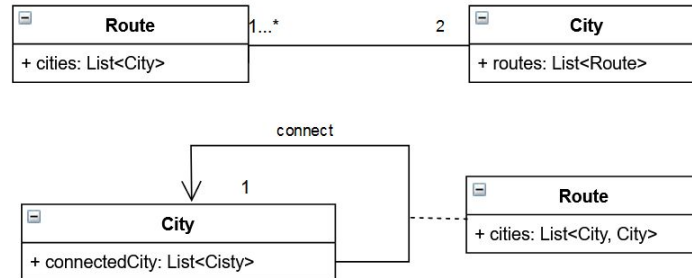 Route
1...*
2
City
+ cities: List<City>
+ routes: List<Route>
connect
1
City
Route
+ connectedCity: List<Cisty>
+ cities: List<City, City>